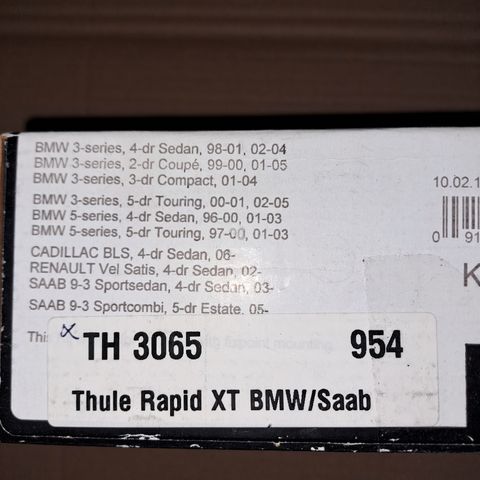 BMW 3-series, 4-dr Sedan, 98-01, 02-04
BMW 3-series, 2-dr Coupé, 99-00, 01-05
BMW 3-series, 3-dr Compact, 01-04
BMW 3-series, 5-dr Touring, 00-01, 02-05
BMW 5-series, 4-dr Sedan, 96-00, 01-03
BMW 5-series, 5-dr Touring, 97-00, 01-03
CADILLAC BLS, 4-dr Sedan, 06-
RENAULT Vel Satis, 4-dr Sedan, 02-
SAAB 9-3 Sportsedan, 4-dr Sedan, 03-
SAAB 9-3 Sportcombi, 5-dr Estate, 05-
fixpoint mounting.
10.02.1
0 91
K
x TH 3065 954
Thule Rapid XT BMW/Saab